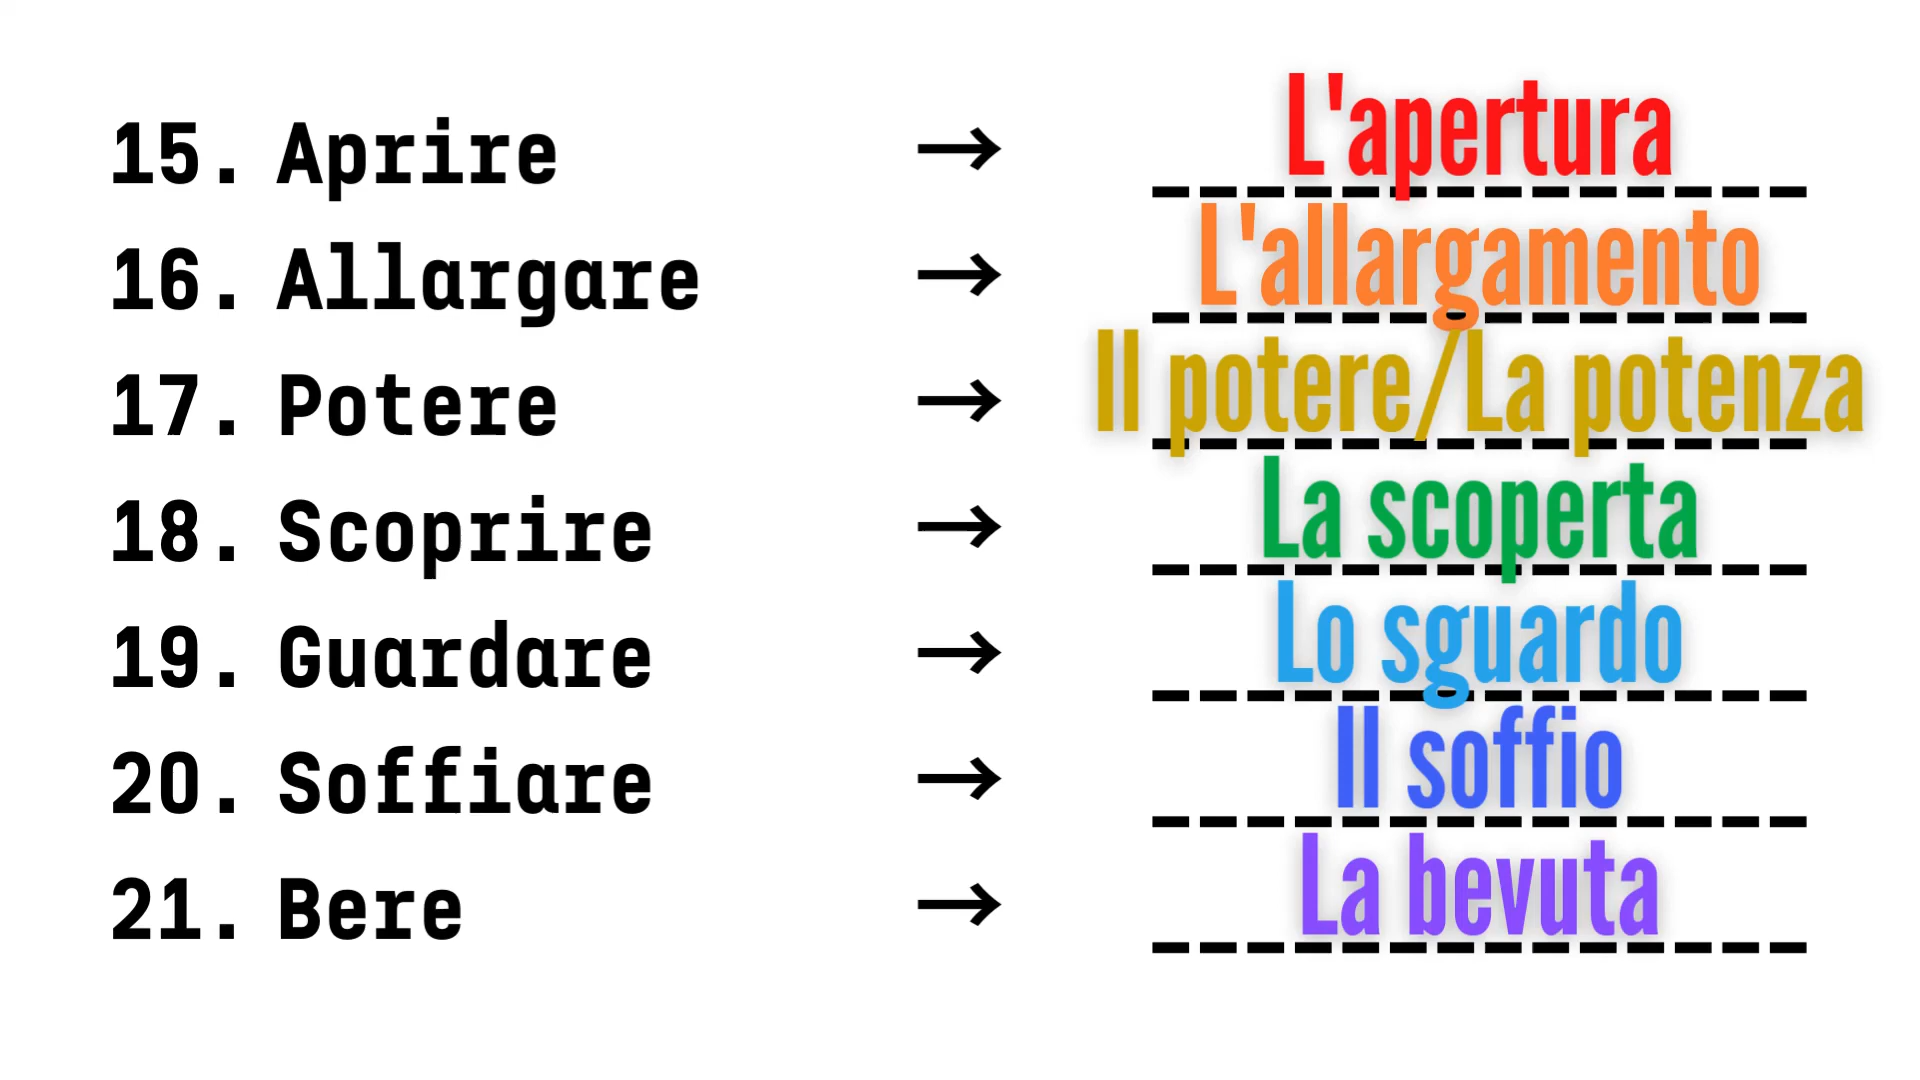 15. Aprire → L'apertura
16. Allargare → L'allargamento
17. Potere → Il potere/La potenza
18. Scoprire → La scoperta
19. Guardare → Lo sguardo
20. Soffiare → Il soffio
21. Bere → La bevuta